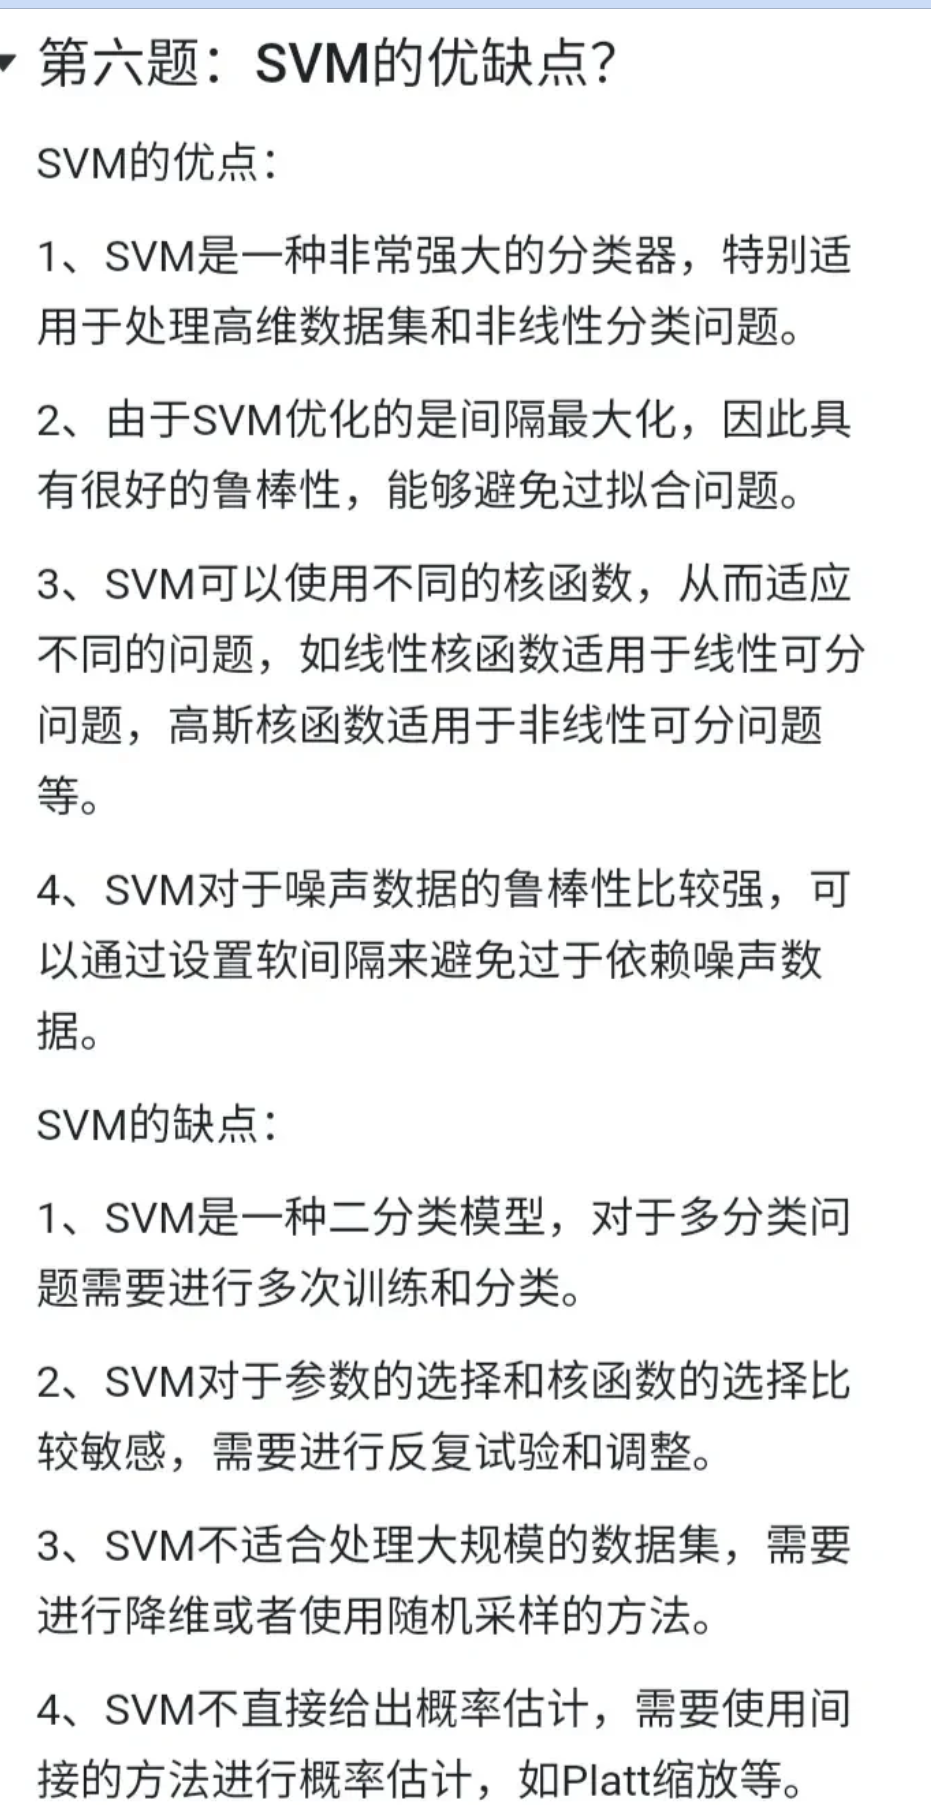 第六题：SVM的优缺点？
SVM的优点：
1、SVM是一种非常强大的分类器，特别适
用于处理高维数据集和非线性分类问题。
2、由于SVM优化的是间隔最大化，因此具
有很好的鲁棒性，能够避免过拟合问题。
3、SVM可以使用不同的核函数，从而适应
不同的问题，如线性核函数适用于线性可分
问题，高斯核函数适用于非线性可分问题
等。
4、SVM对于噪声数据的鲁棒性比较强，可
以通过设置软间隔来避免过于依赖噪声数
据。
SVM的缺点：
1、SVM是一种二分类模型，对于多分类问
题需要进行多次训练和分类。
2、SVM对于参数的选择和核函数的选择比
较敏感，需要进行反复试验和调整。
3、SVM不适合处理大规模的数据集，需要
进行降维或者使用随机采样的方法。
4、SVM不直接给出概率估计，需要使用间
接的方法进行概率估计，如Platt缩放等。